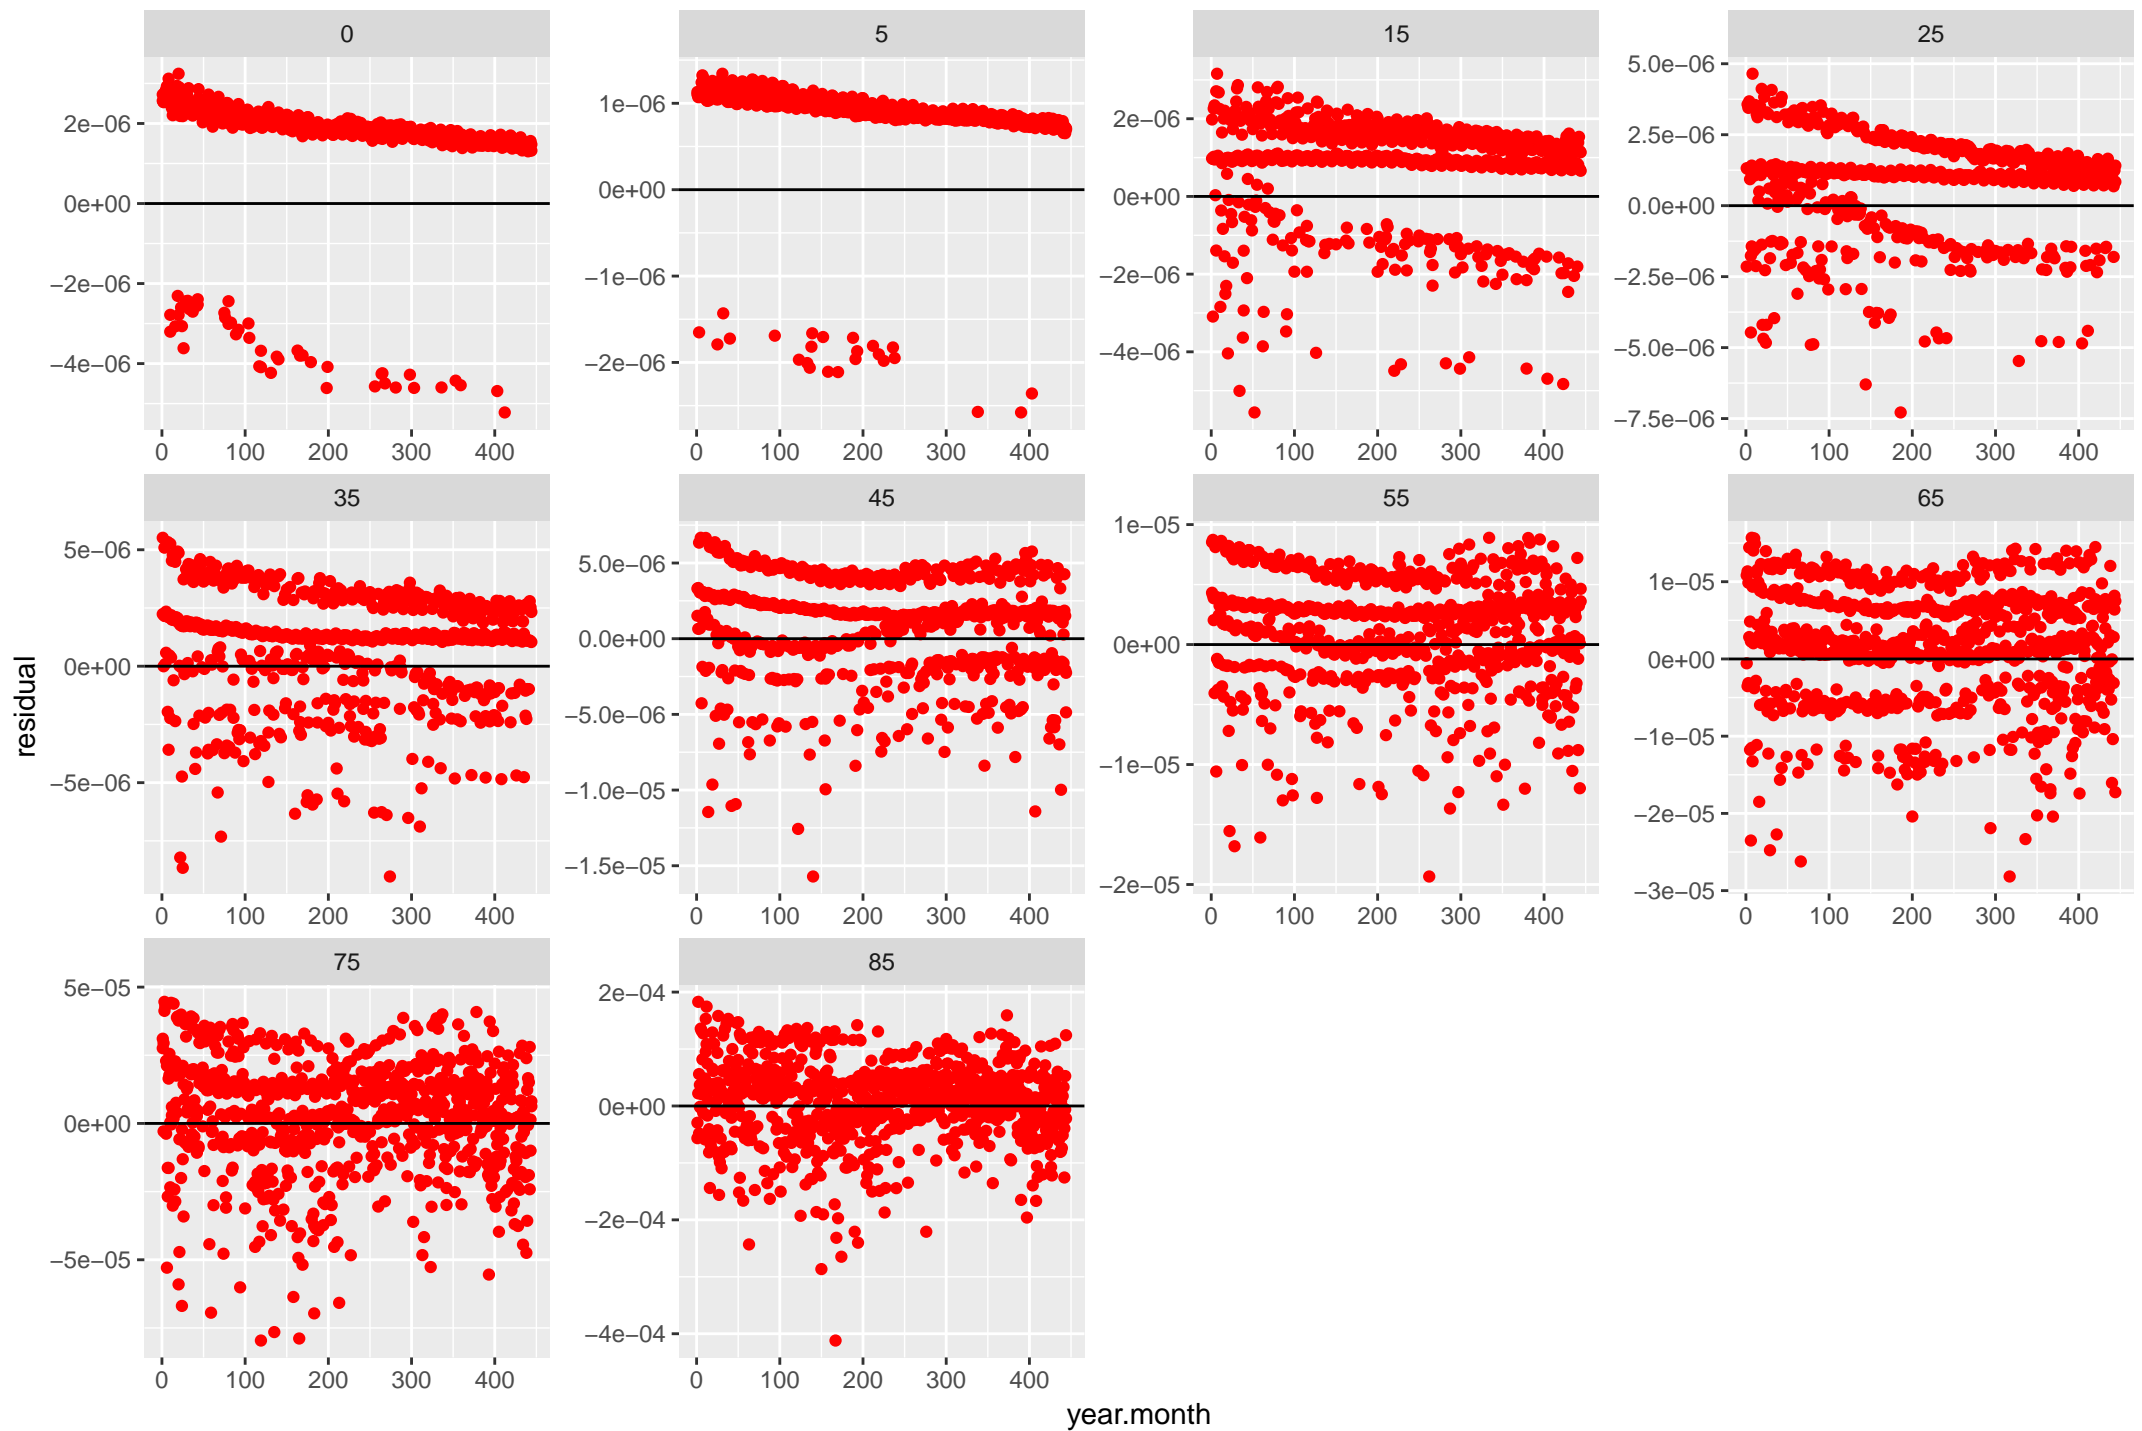 0 5 15 25
2e−06
0e+00
−2e−06
−4e−06
1e−06
0e+00
−1e−06
−2e−06
2e−06
0e+00
−2e−06
−4e−06
5.0e−06
2.5e−06
0.0e+00
−2.5e−06
−5.0e−06
−7.5e−06
0 100 200 300 400
0 100 200 300 400
0 100 200 300 400
0 100 200 300 400
35 45 55 65
5e−06
0e+00
−5e−06
5.0e−06
0.0e+00
−5.0e−06
−1.0e−05
−1.5e−05
1e−05
0e+00
−1e−05
−2e−05
1e−05
0e+00
−1e−05
−2e−05
−3e−05
0 100 200 300 400
0 100 200 300 400
0 100 200 300 400
0 100 200 300 400
75 85
5e−05
0e+00
−5e−05
2e−04
0e+00
−2e−04
−4e−04
0 100 200 300 400
0 100 200 300 400
residual
year.month